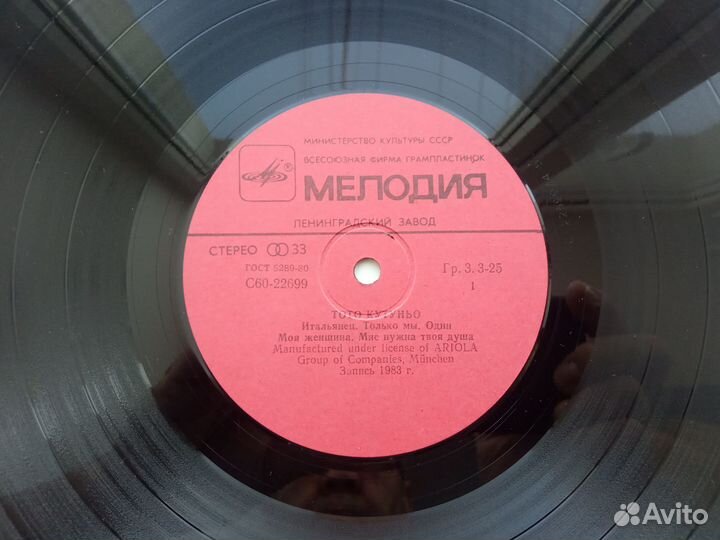 МИНИСТЕРСТВО КУЛЬТУРЫ СССР
ВСЕСОЮЗНАЯ ФИРМА ГРАМПЛАСТИНОК
МЕЛОДИЯ
ЛЕНИНГРАДСКИЙ ЗАВОД
СТЕРЕО 33
ГОСТ 5289-80
Гр. 3. 3-25
С60-22699
1
ТОТО КУТУНЬО
Итальянец. Только мы. Один
Моя женщина. Мне нужна твоя душа
Manufactured under license of ARIOLA
Group of Companies, München
Запись 1983 г.
Avito